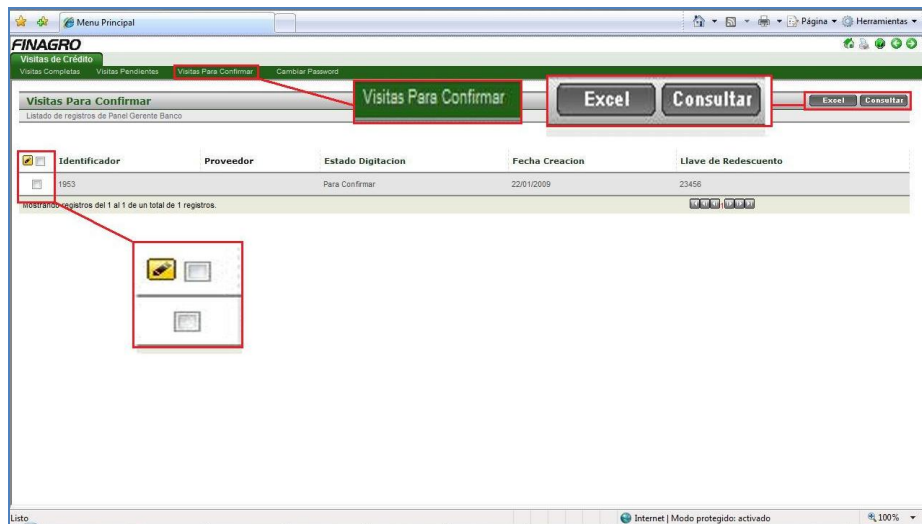 Menu Principal
Página
Herramientas
FINAGRO
Visitas de Crédito
Visitas Completas Visitas Pendientes Visitas Para Confirmar Cambiar Password
Visitas Para Confirmar
Excel Consultar
Visitas Para Confirmar
Excel Consultar
Listado de registros de Panel Gerente Banco
Identificador Proveedor Estado Digitacion Fecha Creacion Llave de Redescuento
1953 Para Confirmar 22/01/2009 23456
Mostrando registros del 1 al 1 de un total de 1 registros.
1
Listo
Internet | Modo protegido: activado
100%